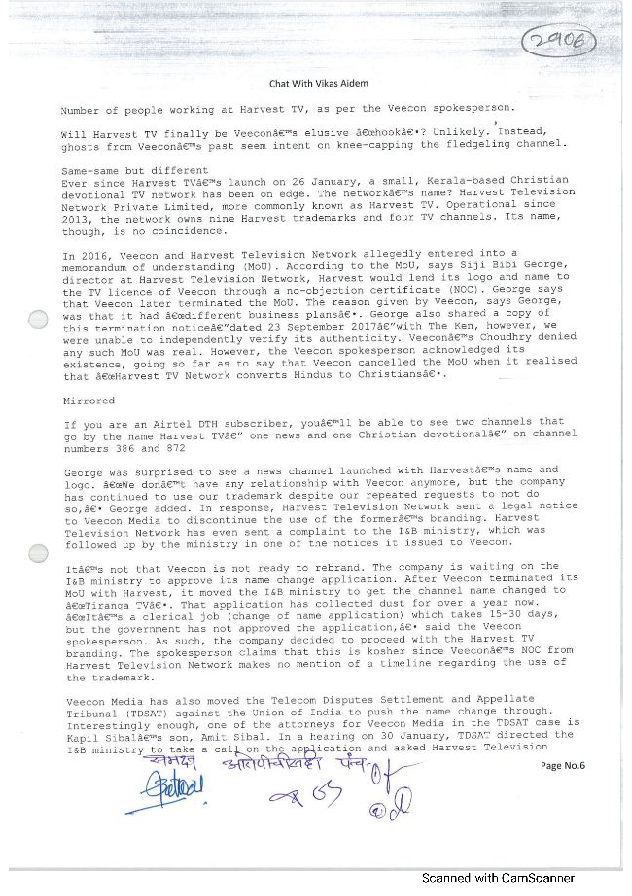 2906
Chat With Vikas Aidem
Number of people working at Harvest TV, as per the Veecon spokesperson.
Will Harvest TV finally be Veeconâ€™s elusive â€œhookâ€•? Unlikely. Instead,
ghosts from Veeconâ€™s past seem intent on knee-capping the fledgeling channel.
Same-same but different
Ever since Harvest TVâ€™s launch on 26 January, a small, Kerala-based Christian
devotional TV network has been on edge. The networkâ€™s name? Harvest Television
Network Private Limited, more commonly known as Harvest TV. Operational since
2013, the network owns nine Harvest trademarks and four TV channels. Its name,
though, is no coincidence.
In 2016, Veecon and Harvest Television Network allegedly entered into a
memorandum of understanding (MoU). According to the MoU, says Siji Bibi George,
director at Harvest Television Network, Harvest would lend its logo and name to
the TV licence of Veecon through a no-objection certificate (NOC). George says
that Veecon later terminated the MoU. The reason given by Veecon, says George,
was that it had â€œdifferent business plansâ€•. George also shared a copy of
this termination noticeâ€”dated 23 September 2017â€”with The Ken, however, we
were unable to independently verify its authenticity. Veeconâ€™s Choudhry denied
any such MoU was real. However, the Veecon spokesperson acknowledged its
existence, going so far as to say that Veecon cancelled the MoU when it realised
that â€œHarvest TV Network converts Hindus to Christiansâ€•.
Mirrored
If you are an Airtel DTH subscriber, youâ€™ll be able to see two channels that
go by the name Harvest TVâ€” one news and one Christian devotionalâ€” on channel
numbers 386 and 872
George was surprised to see a news channel launched with Harvestâ€™s name and
logo. â€œWe donâ€™t have any relationship with Veecon anymore, but the company
has continued to use our trademark despite our repeated requests to not do
so,â€• George added. In response, Harvest Television Network sent a legal notice
to Veecon Media to discontinue the use of the formerâ€™s branding. Harvest
Television Network has even sent a complaint to the I&B ministry, which was
followed up by the ministry in one of the notices it issued to Veecon.
Itâ€™s not that Veecon is not ready to rebrand. The company is waiting on the
I&B ministry to approve its name change application. After Veecon terminated its
MoU with Harvest, it moved the I&B ministry to get the channel name changed to
â€œTiranga TVâ€•. That application has collected dust for over a year now.
â€œItâ€™s a clerical job (change of name application) which takes 15-30 days,
but the government has not approved the application,â€• said the Veecon
spokesperson. As such, the company decided to proceed with the Harvest TV
branding. The spokesperson claims that this is kosher since Veeconâ€™s NOC from
Harvest Television Network makes no mention of a timeline regarding the use of
the trademark.
Veecon Media has also moved the Telecom Disputes Settlement and Appellate
Tribunal (TDSAT) against the Union of India to push the name change through.
Interestingly enough, one of the attorneys for Veecon Media in the TDSAT case is
Kapil Sibalâ€™s son, Amit Sibal. In a hearing on 30 January, TDSAT directed the
I&B ministry to take a call on the application and asked Harvest Television
समक्ष पंच
Page No.6
Scanned with CamScanner